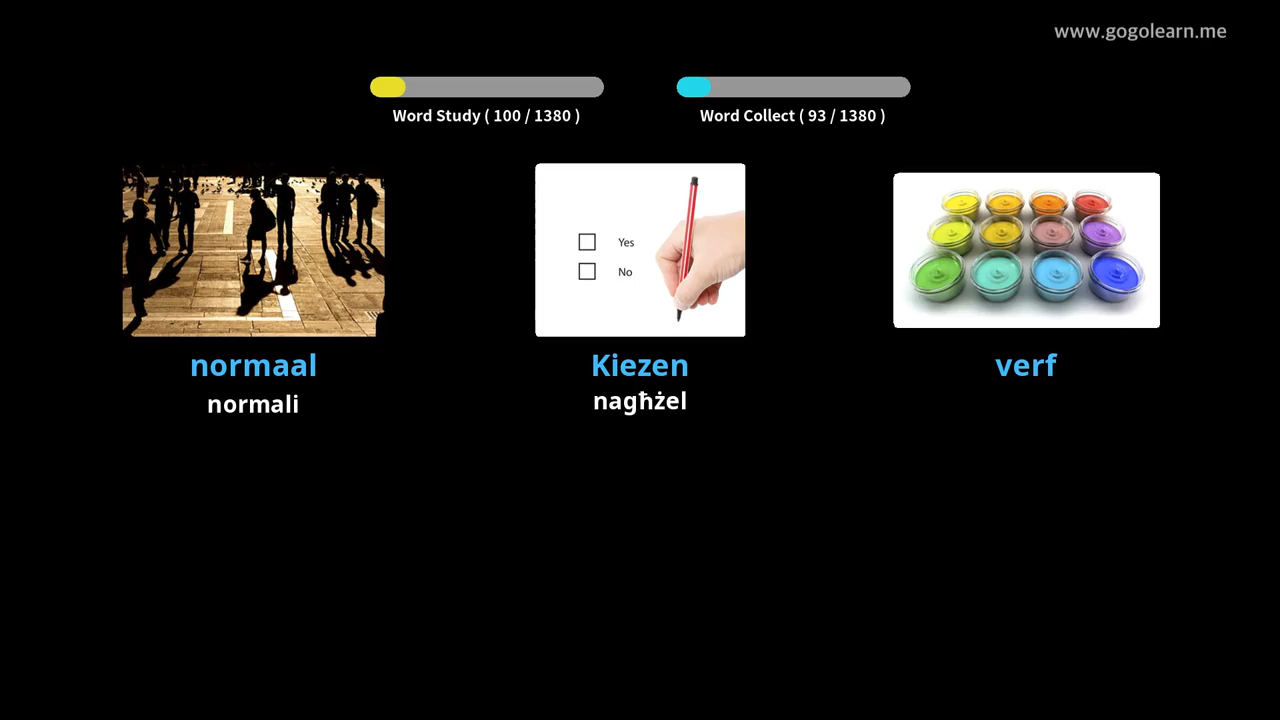 www.gogolearn.me
Word Study ( 100 / 1380 )
Word Collect ( 93 / 1380 )
Yes
No
normaal
Kiezen
verf
normali
nagħżel